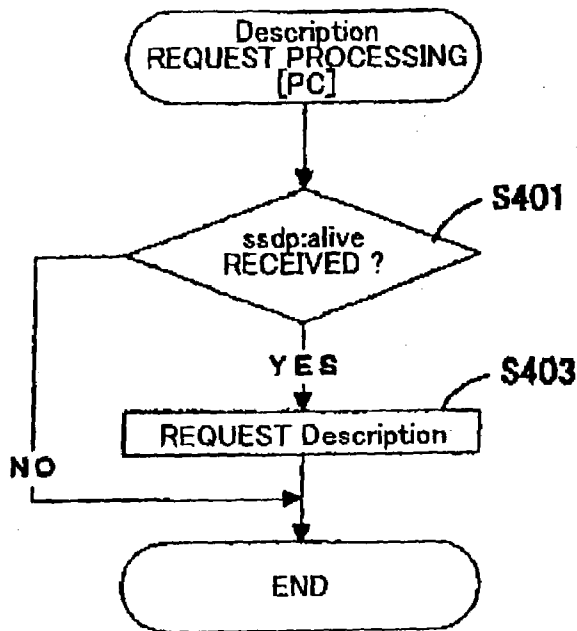 Description
REQUEST PROCESSING
[PC]
S401
ssdp:alive
RECEIVED ?
YES
S403
REQUEST Description
NO
END